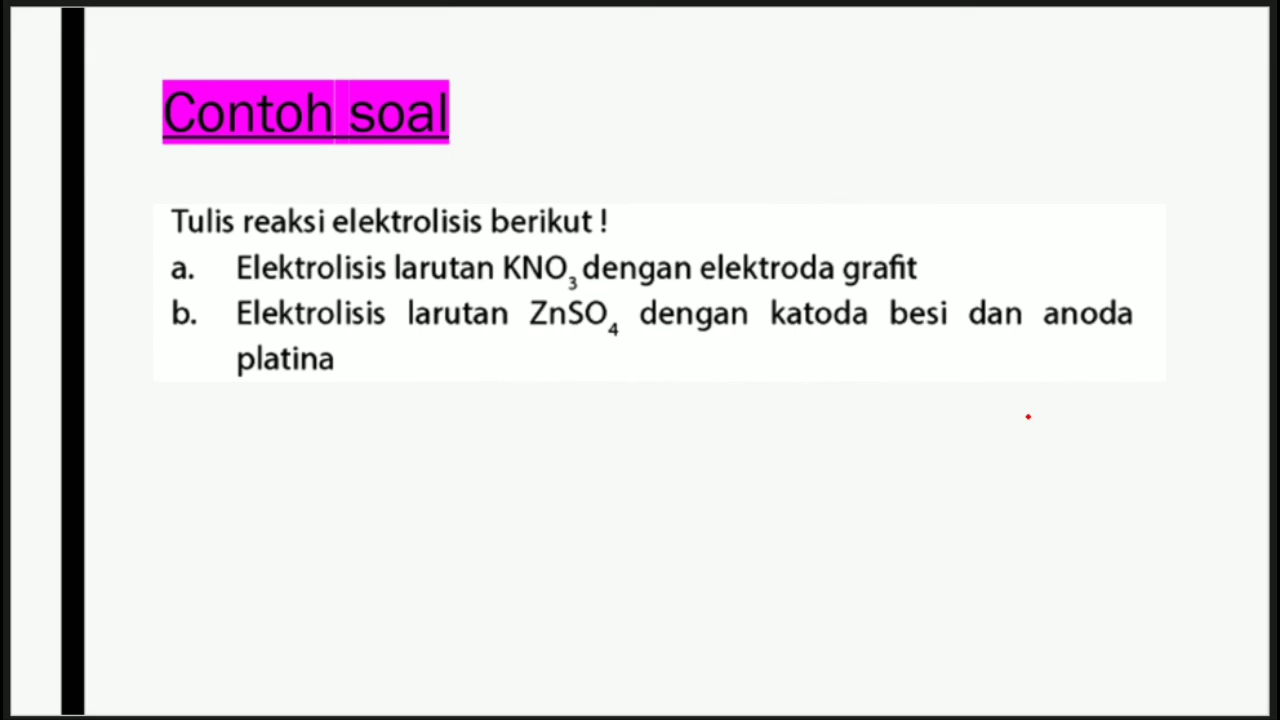 Contoh soal
Tulis reaksi elektrolisis berikut !
a. Elektrolisis larutan KNO₃ dengan elektroda grafit
b. Elektrolisis larutan ZnSO₄ dengan katoda besi dan anoda
platina